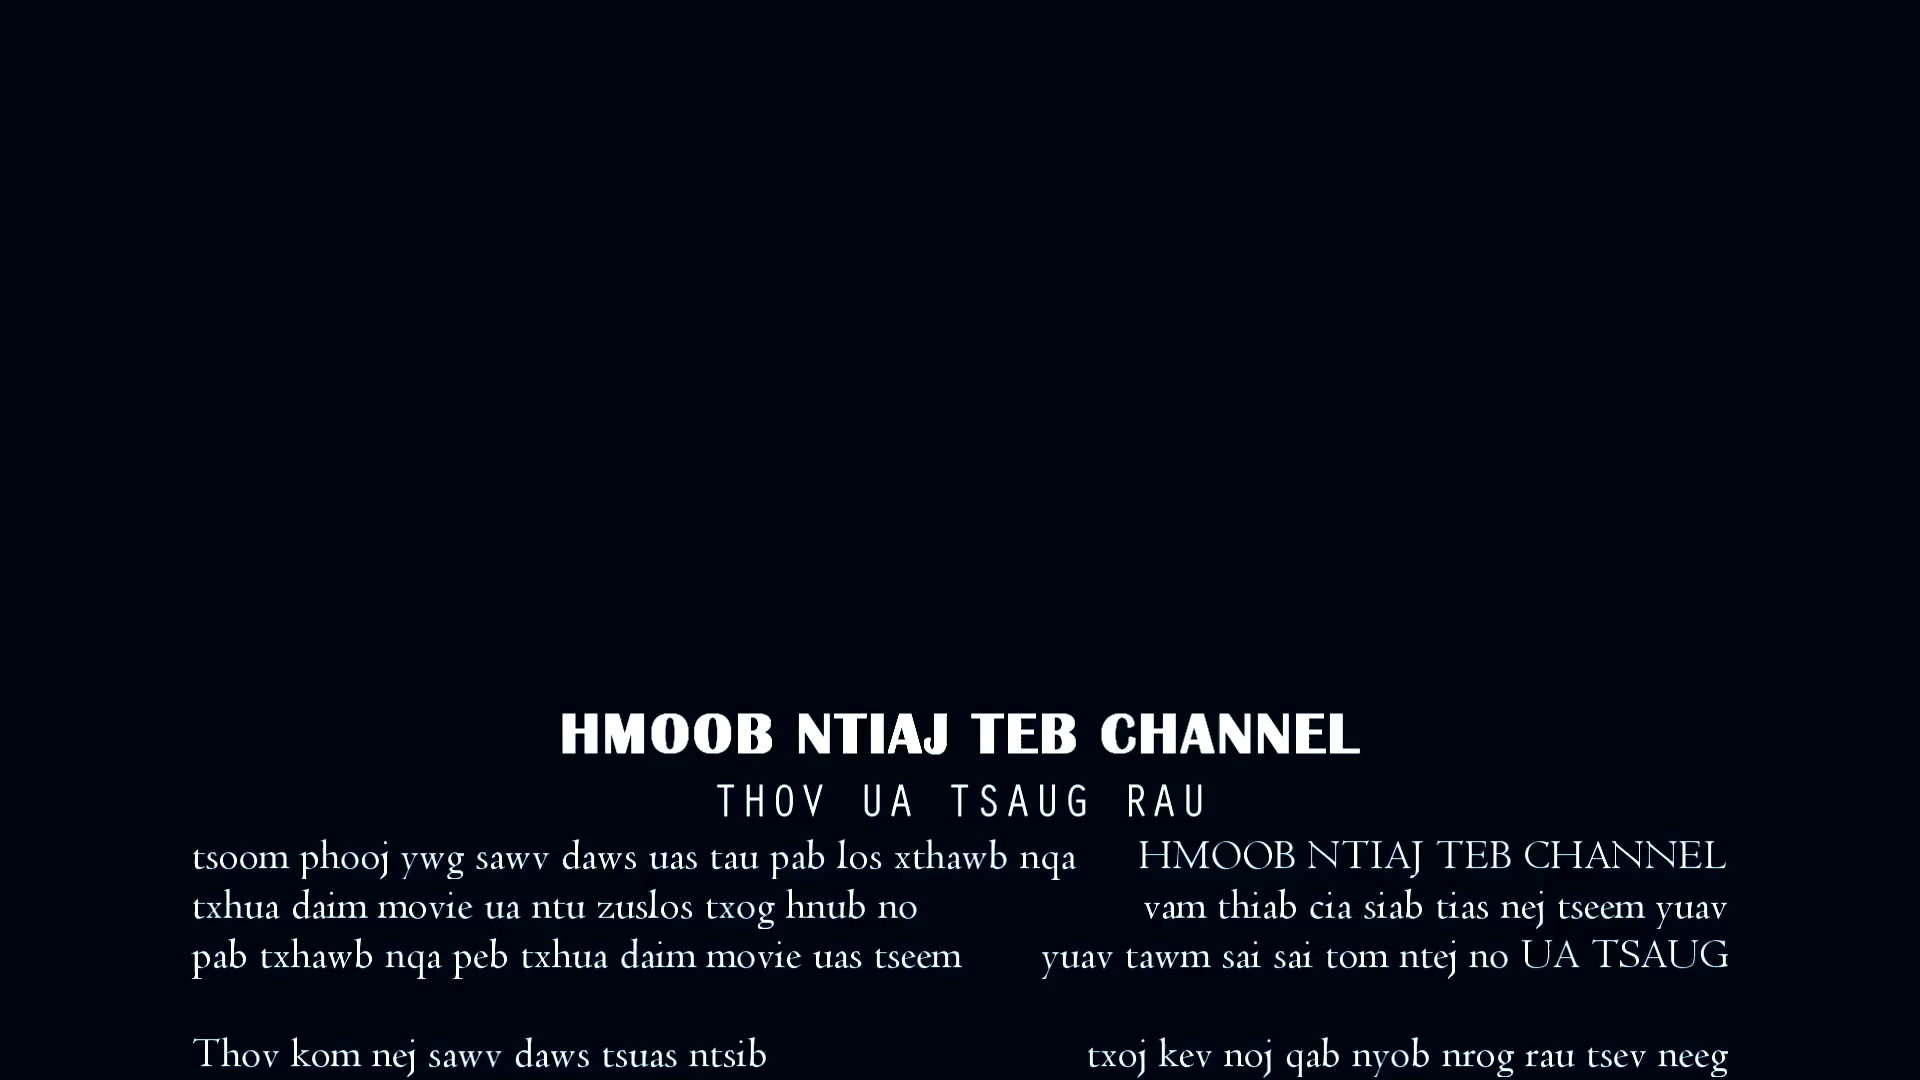 HMOOB NTIAJ TEB CHANNEL
THOV UA TSAUG RAU
tsoom phooj ywg sawv daws uas tau pab los xthawb nqa HMOOB NTIAJ TEB CHANNEL
txhua daim movie ua ntu zuslos txog hnub no vam thiab cia siab tias nej tseem yuav
pab txhawb nqa peb txhua daim movie uas tseem yuav tawm sai sai tom ntej no UA TSAUG
Thov kom nej sawv daws tsuas ntsib txoj kev noj qab nyob nrog rau tsev neeg